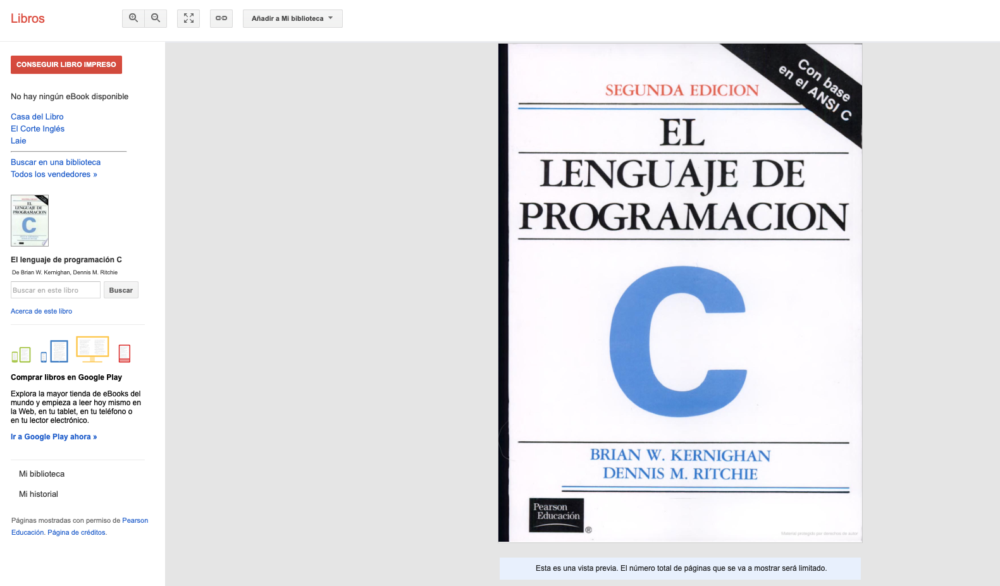 Libros
Añadir a Mi biblioteca
CONSEGUIR LIBRO IMPRESO
No hay ningún eBook disponible
Casa del Libro
El Corte Inglés
Laie
Buscar en una biblioteca
Todos los vendedores »
SEGUNDA EDICION
EL
LENGUAJE DE
PROGRAMACION
C
El lenguaje de programación C
De Brian W. Kernighan, Dennis M. Ritchie
Buscar en este libro
Buscar
Acerca de este libro
Comprar libros en Google Play
Explora la mayor tienda de eBooks del
mundo y empieza a leer hoy mismo en
la Web, en tu tablet, en tu teléfono o
en tu lector electrónico.
Ir a Google Play ahora »
Mi biblioteca
Mi historial
Páginas mostradas con permiso de Pearson
Educación. Página de créditos.
Con base
en el ANSI C
SEGUNDA EDICION
EL
LENGUAJE DE
PROGRAMACION
C
BRIAN W. KERNIGHAN
DENNIS M. RITCHIE
Pearson
Educación
®
Material protegido por derechos de autor
Esta es una vista previa. El número total de páginas que se va a mostrar será limitado.